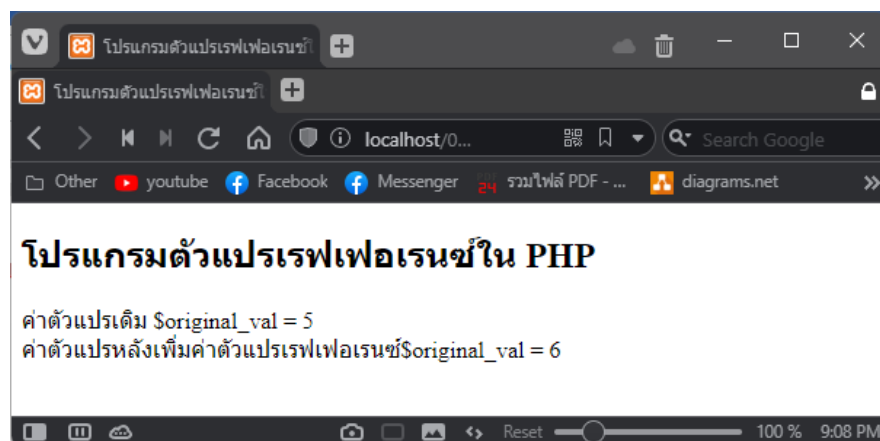 โปรแกรมตัวแปรเรฟเฟอเรนซ์ใ
โปรแกรมตัวแปรเรฟเฟอเรนซ์ใ
localhost/0...
Search Google
Other youtube Facebook Messenger 24 รวมไฟล์ PDF - ... diagrams.net
โปรแกรมตัวแปรเรฟเฟอเรนซ์ใน PHP
ค่าตัวแปรเดิม $original_val = 5
ค่าตัวแปรหลังเพิ่มค่าตัวแปรเรฟเฟอเรนซ์$original_val = 6
Reset 100 % 9:08 PM